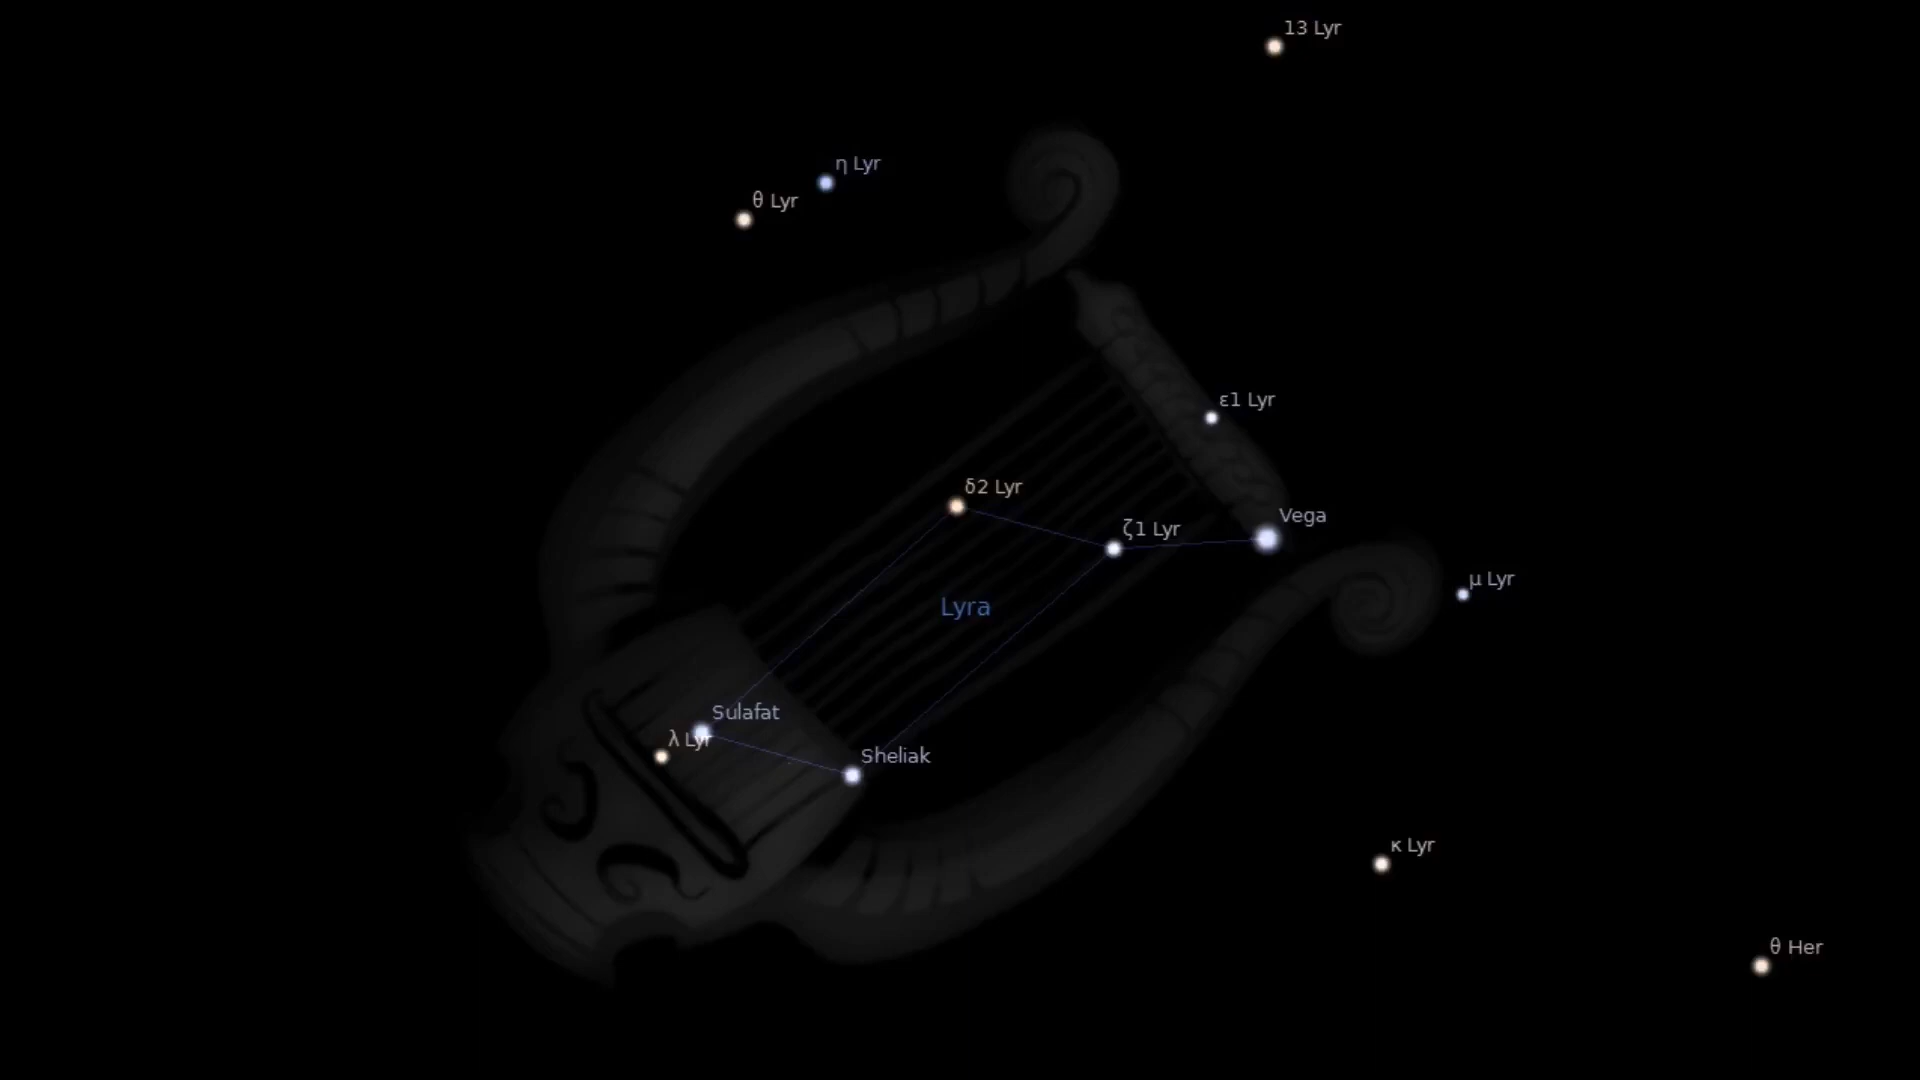 13 Lyr
η Lyr
θ Lyr
ε1 Lyr
δ2 Lyr
Vega
ζ1 Lyr
μ Lyr
Lyra
Sulafat
λ Lyr
Sheliak
κ Lyr
θ Her